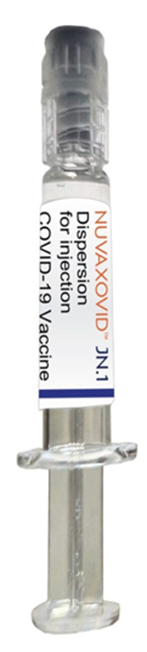 NUVAXOVID™ JN.1
Dispersion
for injection
COVID-19 Vaccine